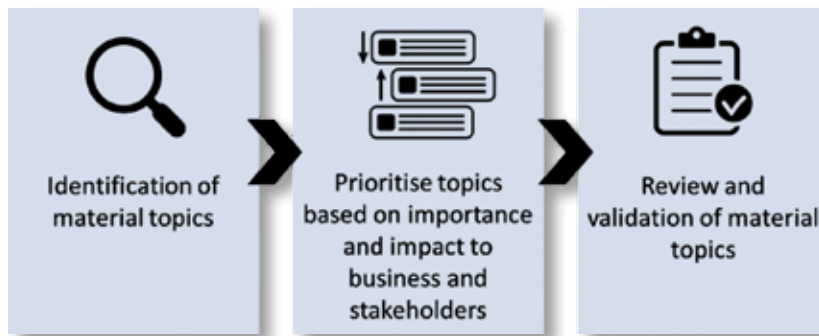 Identification of
material topics
Prioritise topics
based on importance
and impact to
business and
stakeholders
Review and
validation of material
topics